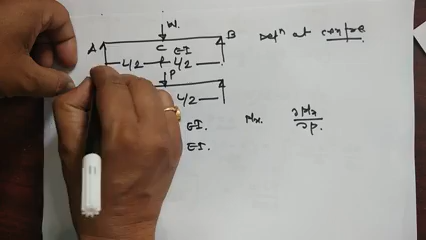 W.
A B Defⁿ at centre
C EI
L/2 L/2
P
L/2
EI. Mx. ∂Mx/∂P.
EI.